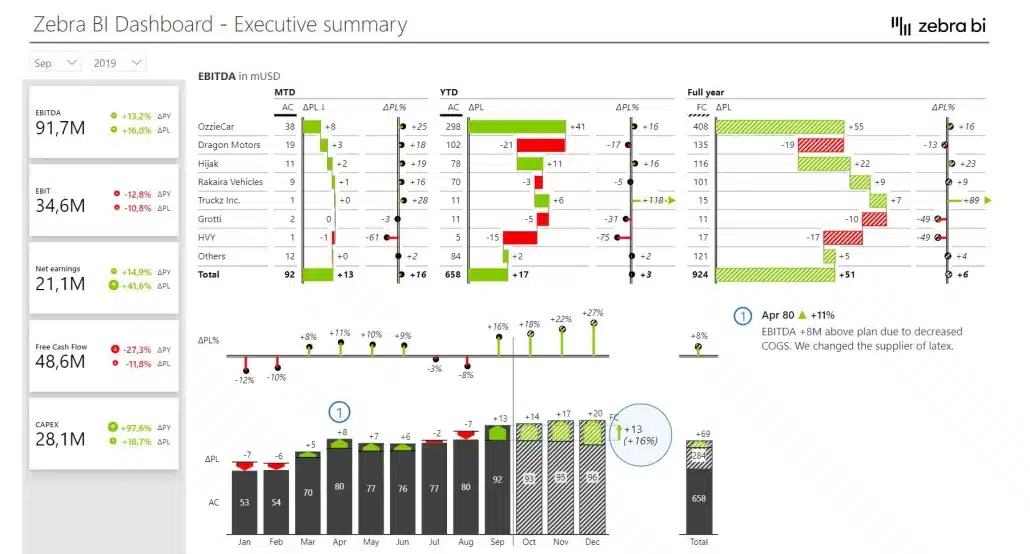 Zebra BI Dashboard - Executive summary
zebra bi
Sep 2019
EBITDA in mUSD
MTD YTD Full year
AC ΔPL ↓ ΔPL% AC ΔPL ΔPL% FC ΔPL ΔPL%
OzzieCar 38 +8 +25 298 +41 +16 408 +55 +16
Dragon Motors 19 +3 +18 102 -21 -17 135 -19 -13
Hijak 11 +2 +19 78 +11 +16 116 +22 +23
Rakaira Vehicles 9 +1 +16 70 -3 -5 101 +9 +9
Truckz Inc. 1 +0 +28 11 +6 +118 15 +7 +89
Grotti 2 0 -3 11 -5 -31 11 -10 -49
HVY 1 -1 -61 5 -15 -75 17 -17 -49
Others 12 +0 +2 84 +2 +2 121 +5 +4
Total 92 +13 +16 658 +17 +3 924 +51 +6
EBITDA
91,7M
+13,2% ΔPY
+16,0% ΔPL
EBIT
34,6M
-12,8% ΔPY
-10,8% ΔPL
Net earnings
21,1M
+14,9% ΔPY
+41,6% ΔPL
Free Cash Flow
48,6M
-27,3% ΔPY
-11,8% ΔPL
CAPEX
28,1M
+97,6% ΔPY
+18,7% ΔPL
1 Apr 80 ▲ +11%
EBITDA +8M above plan due to decreased
COGS. We changed the supplier of latex.
ΔPL% -12% -10% +8% +11% +10% +9% -3% -8% +16% +18% +22% +27% +8%
1
FC
+13
(+16%)
ΔPL -7 -6 +5 +8 +7 +6 -2 -7 +13 +14 +17 +20 +69
284
AC 53 54 70 80 77 76 77 80 92 93 95 96 658
Jan Feb Mar Apr May Jun Jul Aug Sep Oct Nov Dec Total